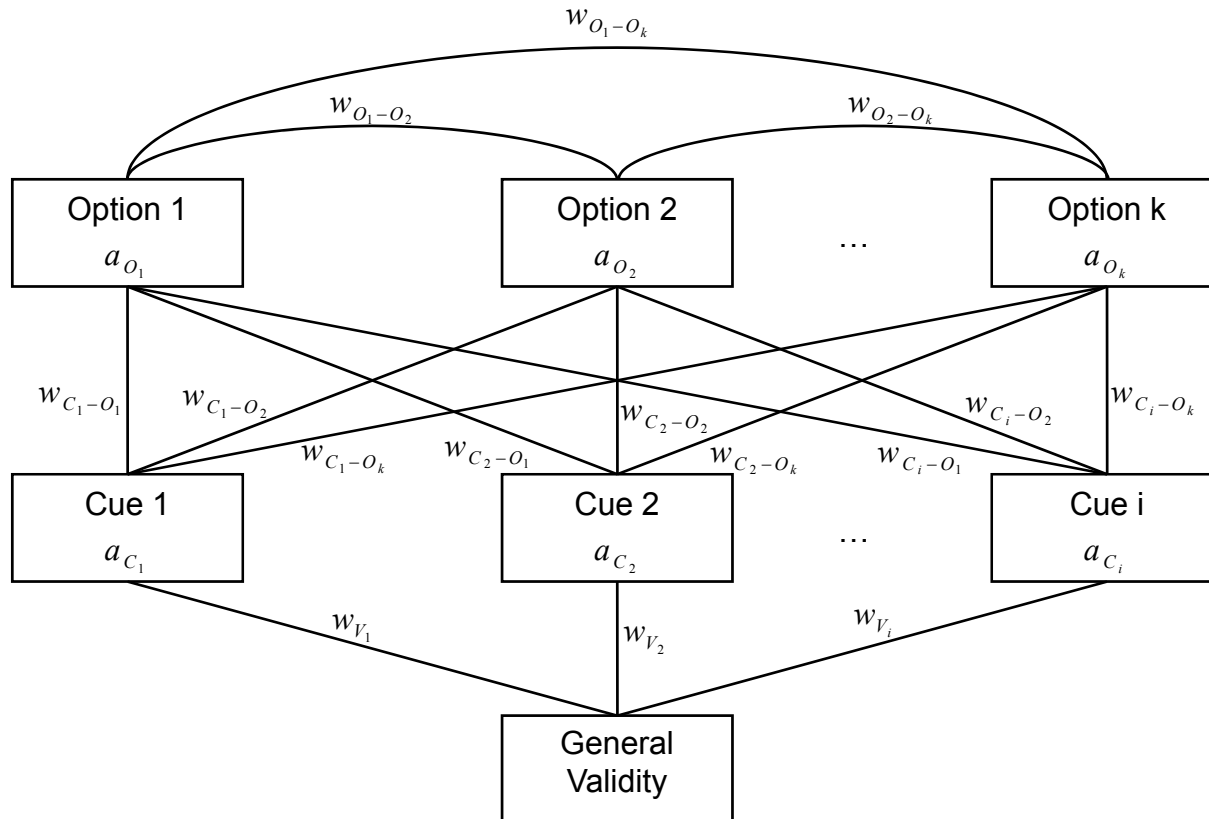 w_{O_1-O_k}
w_{O_1-O_2}
w_{O_2-O_k}
Option 1
a_{O_1}
Option 2
a_{O_2}
...
Option k
a_{O_k}
w_{C_1-O_1}
w_{C_1-O_2}
w_{C_1-O_k}
w_{C_2-O_1}
w_{C_2-O_2}
w_{C_2-O_k}
w_{C_i-O_1}
w_{C_i-O_2}
w_{C_i-O_k}
Cue 1
a_{C_1}
Cue 2
a_{C_2}
...
Cue i
a_{C_i}
w_{V_1}
w_{V_2}
w_{V_i}
General
Validity